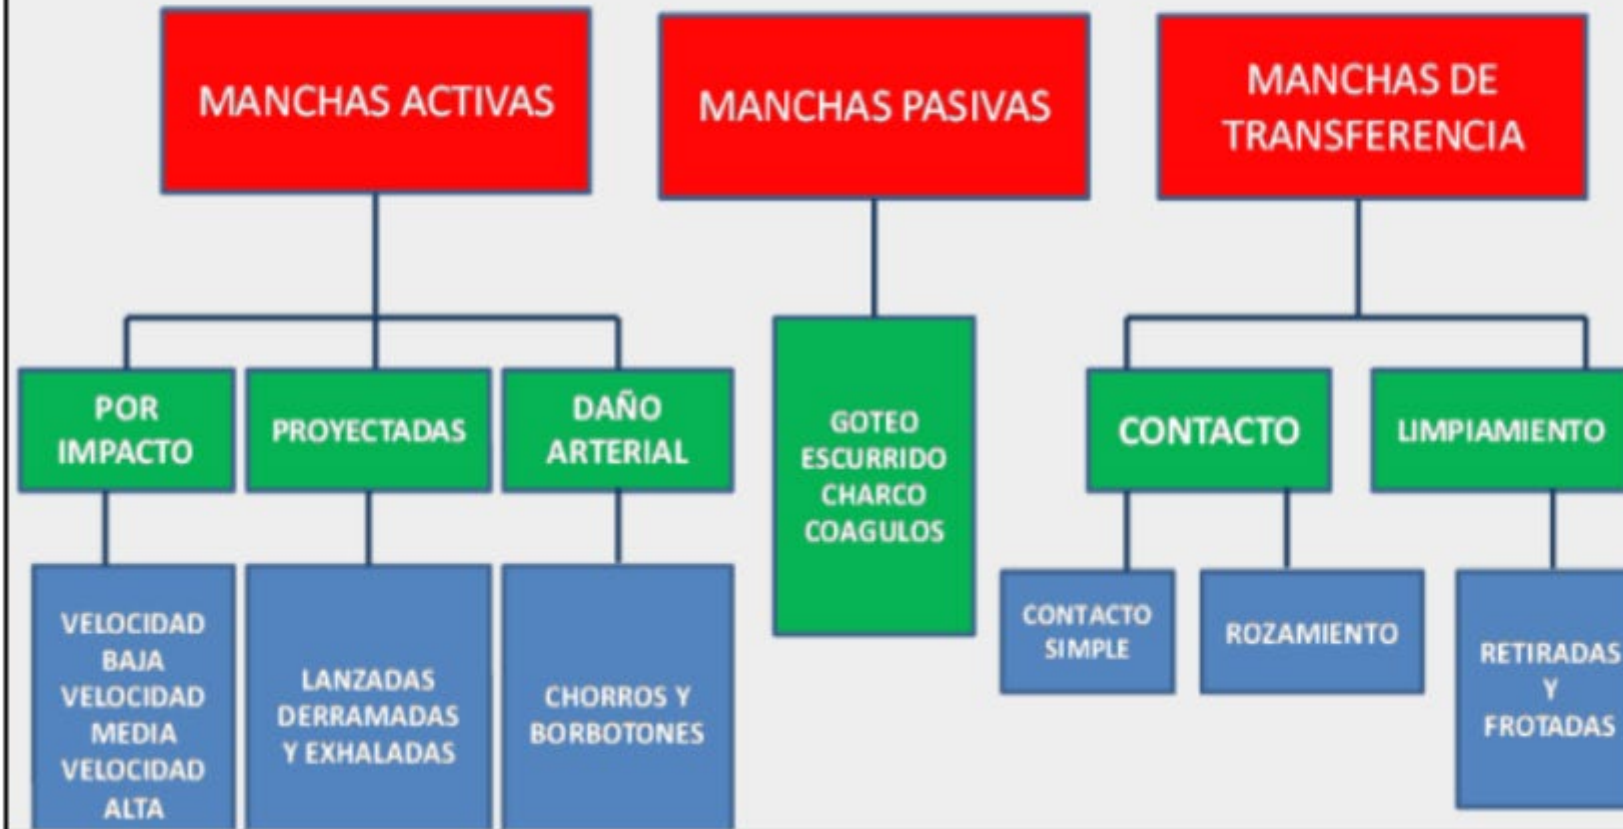 MANCHAS ACTIVAS
MANCHAS PASIVAS
MANCHAS DE
TRANSFERENCIA
POR
IMPACTO
PROYECTADAS
DAÑO
ARTERIAL
GOTEO
ESCURRIDO
CHARCO
COAGULOS
CONTACTO
LIMPIAMIENTO
VELOCIDAD
BAJA
VELOCIDAD
MEDIA
VELOCIDAD
ALTA
LANZADAS
DERRAMADAS
Y EXHALADAS
CHORROS Y
BORBOTONES
CONTACTO
SIMPLE
ROZAMIENTO
RETIRADAS
Y
FROTADAS